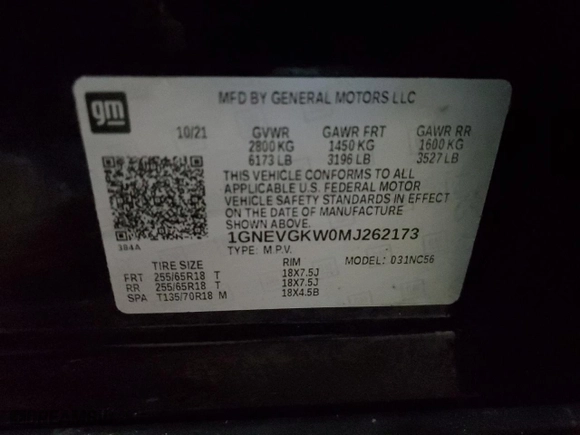 gm
MFD BY GENERAL MOTORS LLC
10/21 GVWR GAWR FRT GAWR RR
2800 KG 1450 KG 1600 KG
6173 LB 3196 LB 3527 LB
THIS VEHICLE CONFORMS TO ALL
APPLICABLE U.S. FEDERAL MOTOR
VEHICLE SAFETY STANDARDS IN EFFECT
ON THE DATE OF MANUFACTURE
SHOWN ABOVE.
384A
1GNEVGKW0MJ262173
TYPE: M.P.V. MODEL: 031NC56
TIRE SIZE RIM
FRT 255/65R18 T 18X7.5J
RR 255/65R18 T 18X7.5J
SPA T135/70R18 M 18X4.5B